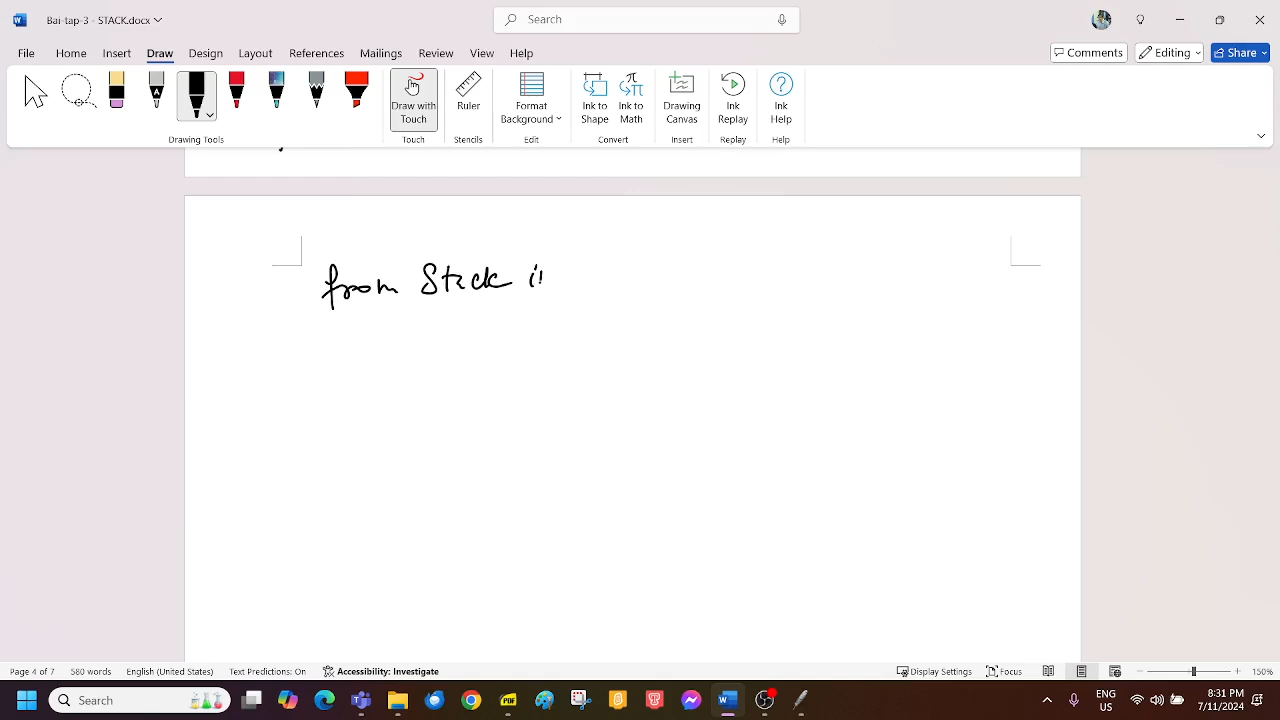 Bai-tap-3 - STACK.docx
Search
File Home Insert Draw Design Layout References Mailings Review View Help
Comments Editing Share
Draw with Touch
Ruler
Format Background
Ink to Shape
Ink to Math
Drawing Canvas
Ink Replay
Ink Help
Drawing Tools Touch Stencils Edit Convert Insert Replay Help
from Stack
Page 4 of 7 580 words English (United States) Text Predictions: On Accessibility: Investigate Display Settings Focus 150%
Search
ENG
US
8:31 PM
7/11/2024